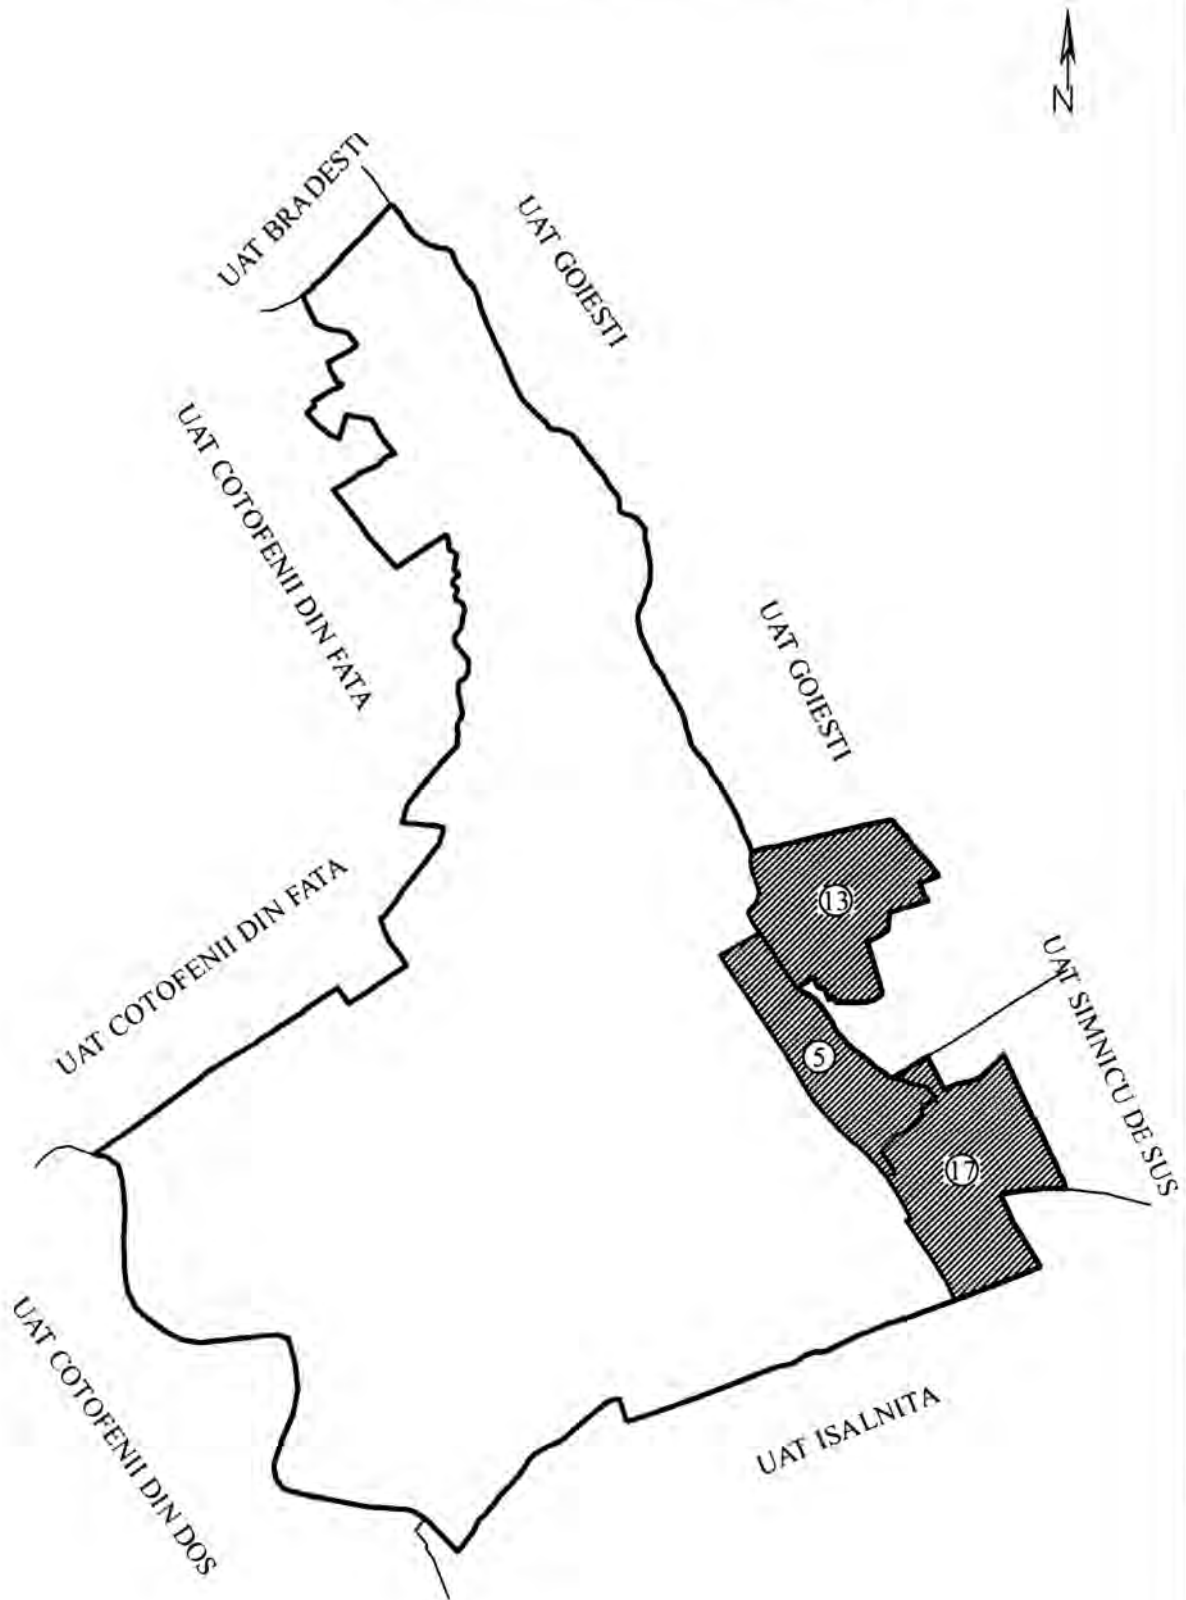 N
UAT BRADESTI
UAT GOIESTI
UAT COTOFENII DIN FATA
UAT GOIESTI
UAT COTOFENII DIN FATA
13
UAT SIMNICU DE SUS
5
17
UAT COTOFENII DIN DOS
UAT ISALNITA